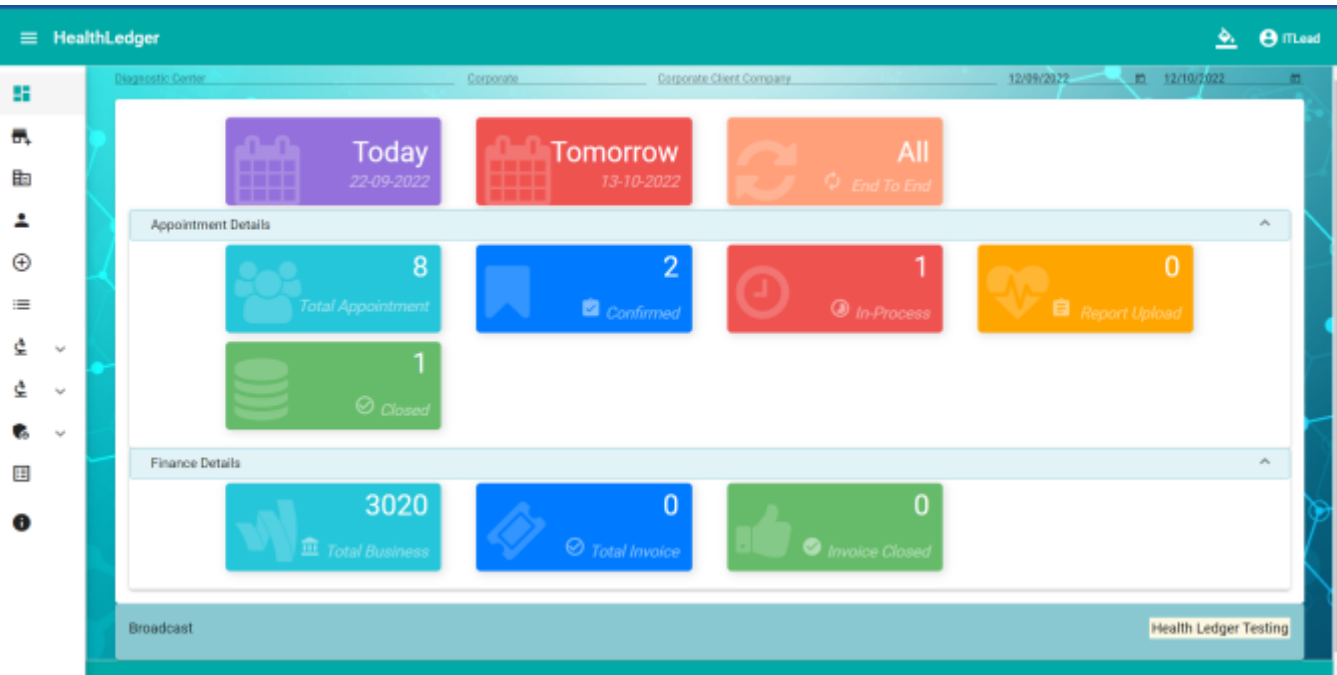 HealthLedger
ITLead
Diagnostic Center Corporate Corporate Client Company 12/09/2022 12/10/2022
Today
22-09-2022
Tomorrow
13-10-2022
All
End To End
Appointment Details
8
Total Appointment
2
Confirmed
1
In-Process
0
Report Upload
1
Closed
Finance Details
3020
Total Business
0
Total Invoice
0
Invoice Closed
Broadcast
Health Ledger Testing